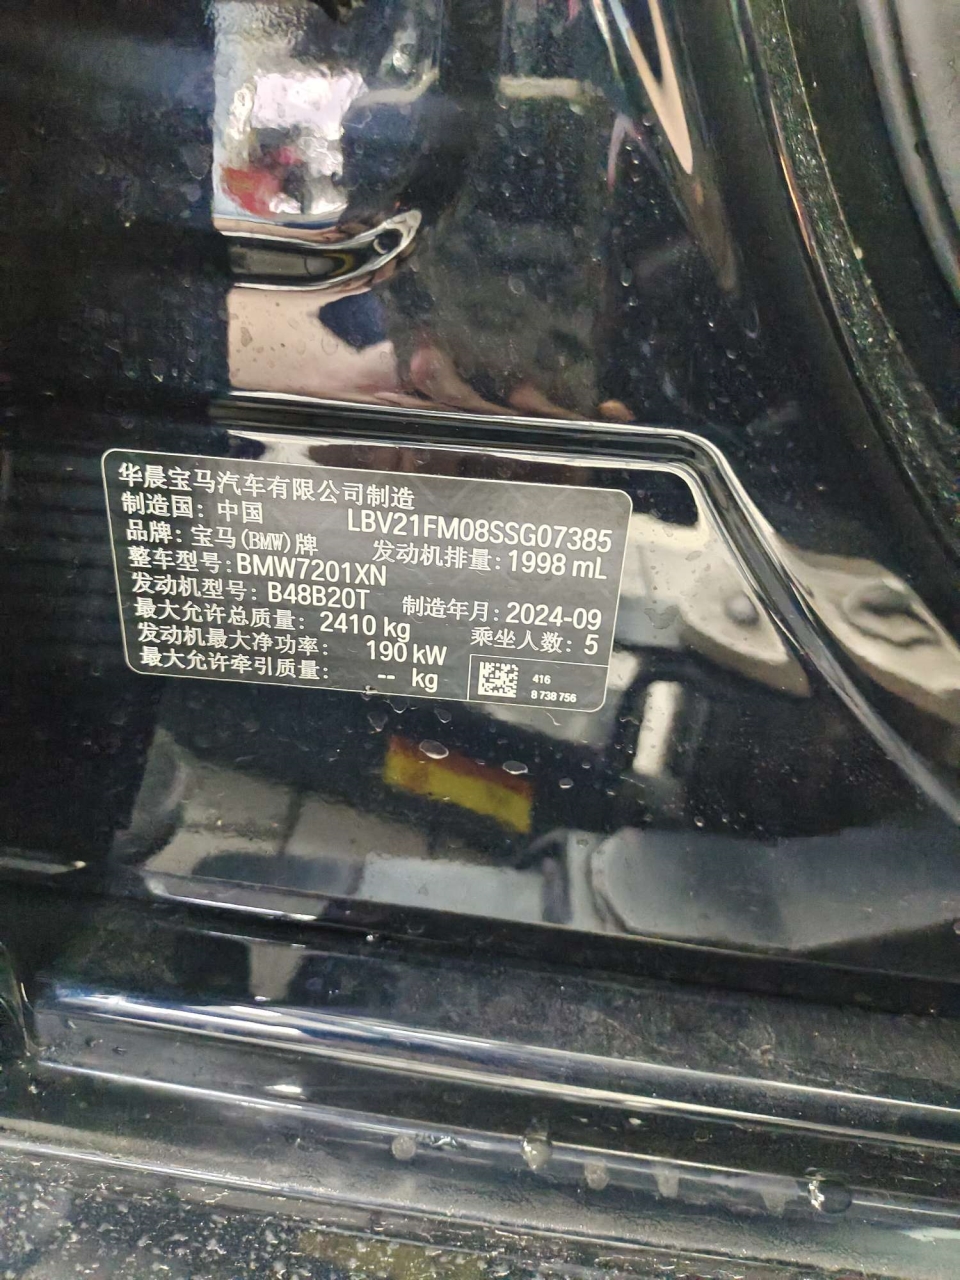 华晨宝马汽车有限公司制造
制造国：中国 LBV21FM08SSG07385
品牌：宝马(BMW)牌 发动机排量：1998 mL
整车型号：BMW7201XN
发动机型号：B48B20T 制造年月：2024-09
最大允许总质量：2410 kg 乘坐人数：5
发动机最大净功率：190 kW
最大允许牵引质量：-- kg
416
8 738 756